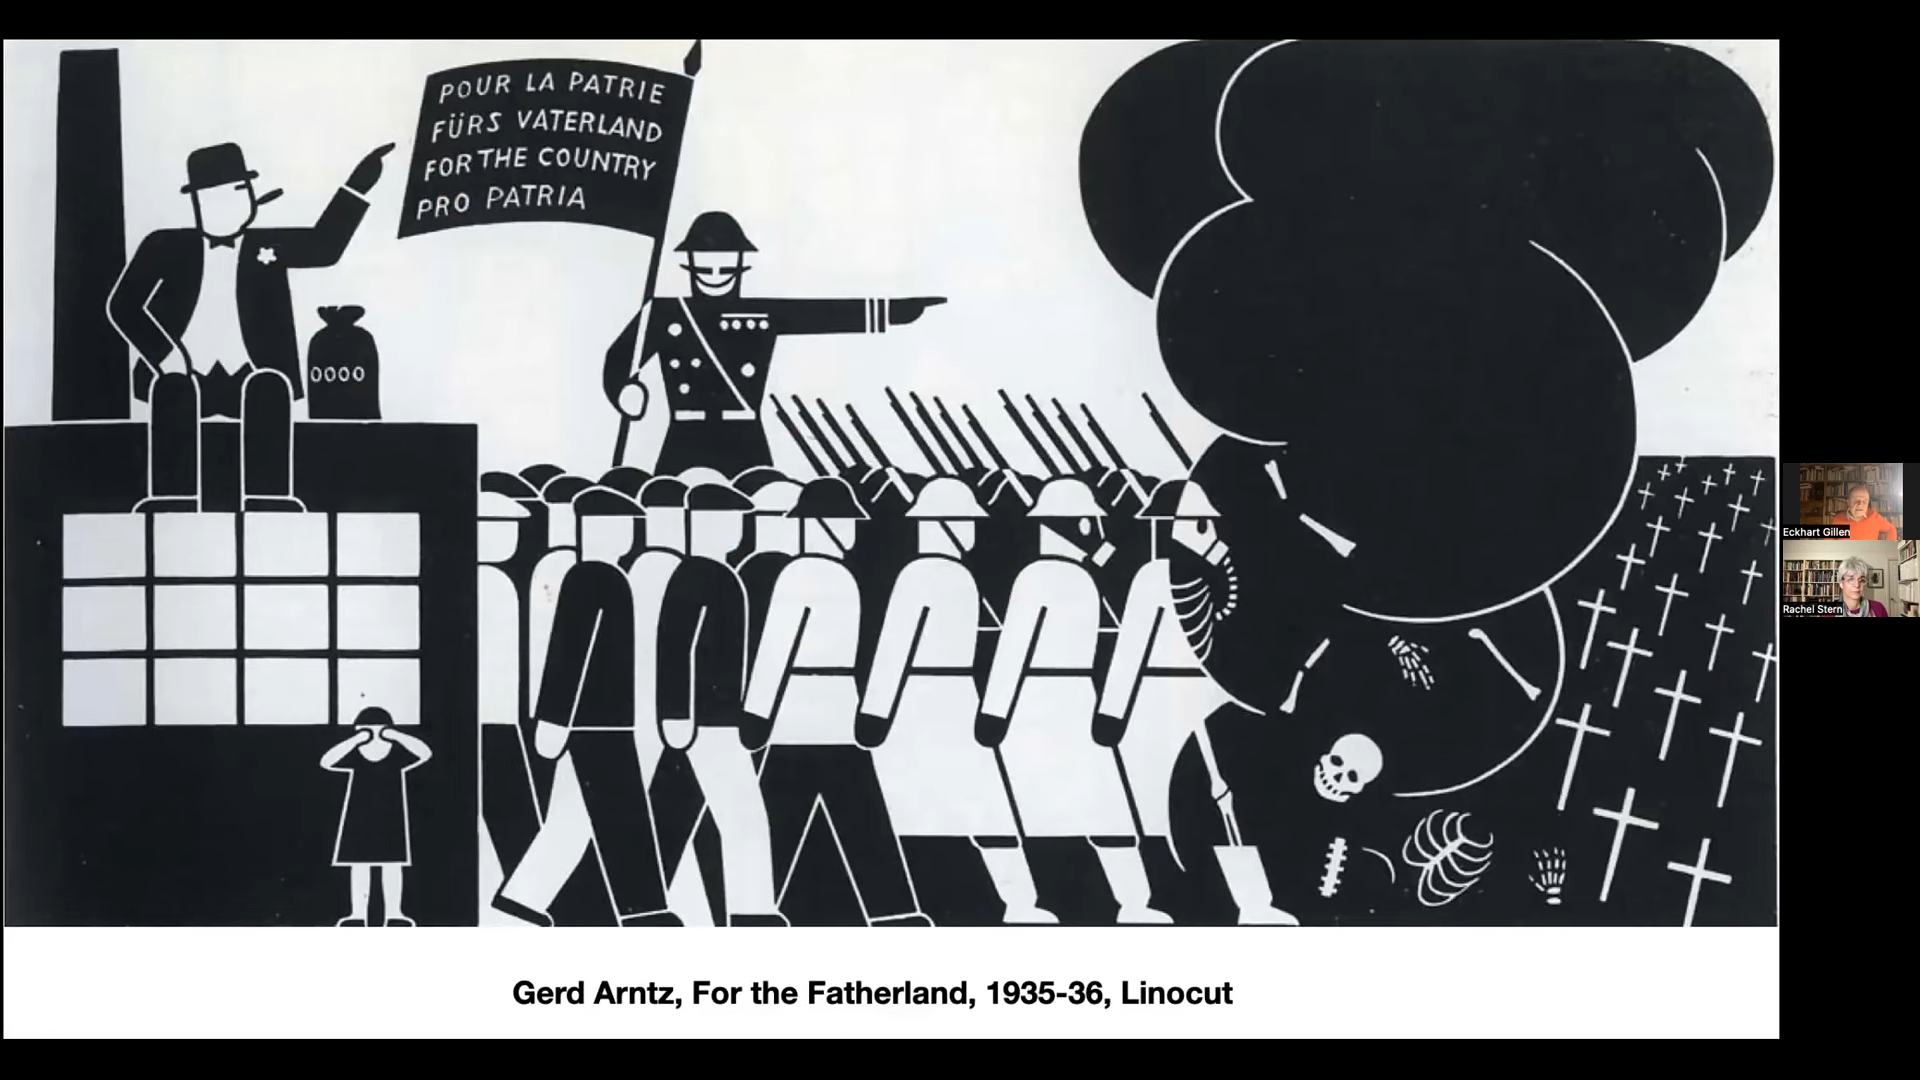 POUR LA PATRIE
FÜRS VATERLAND
FOR THE COUNTRY
PRO PATRIA
0000
Gerd Arntz, For the Fatherland, 1935-36, Linocut
Eckhart Gillen
Rachel Stern